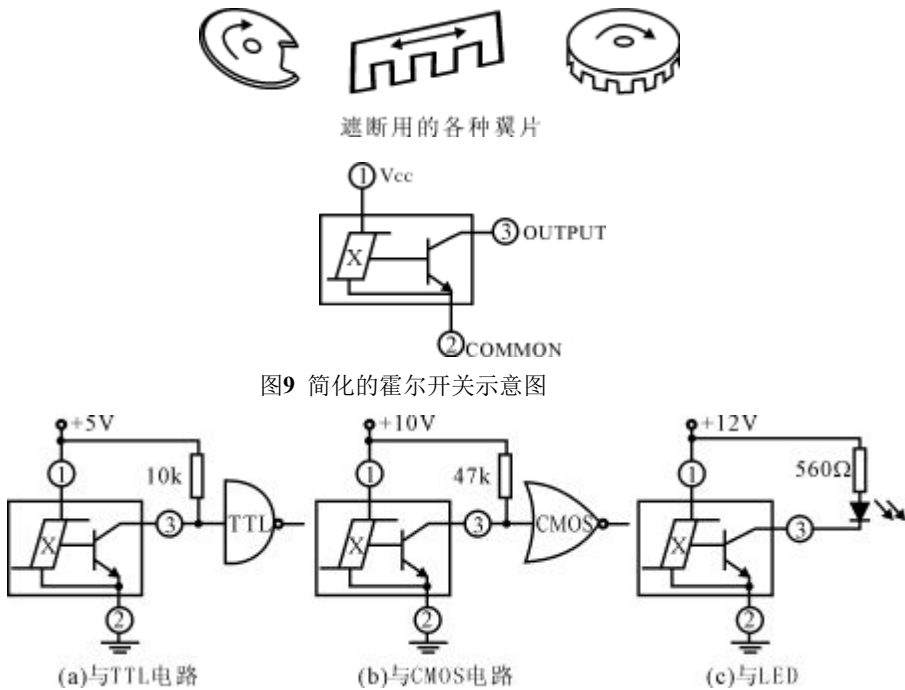 遮断用的各种翼片
① Vcc
X
③ OUTPUT
② COMMON
图9 简化的霍尔开关示意图
+5V
①
10k
X
③
TTL
②
(a)与TTL电路
+10V
①
47k
X
③
CMOS
②
(b)与CMOS电路
+12V
①
560Ω
X
③
②
(c)与LED